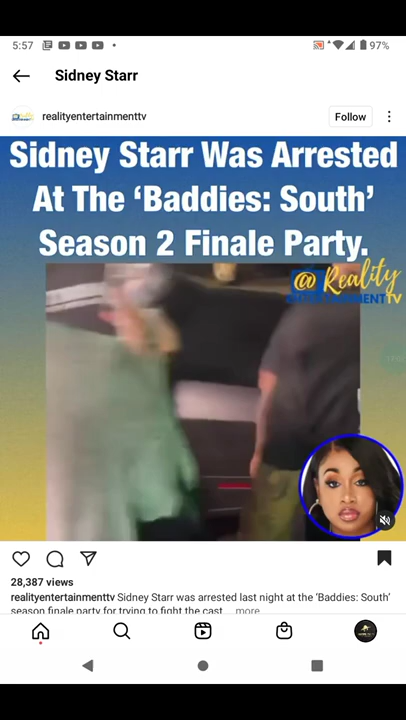 5:57
97%
Sidney Starr
realityentertainmenttv
Follow
Sidney Starr Was Arrested
At The ‘Baddies: South’
Season 2 Finale Party.
@ Reality
ENTERTAINMENTTV
28,387 views
realityentertainmenttv Sidney Starr was arrested last night at the ‘Baddies: South’
season finale party for trying to fight the cast... more